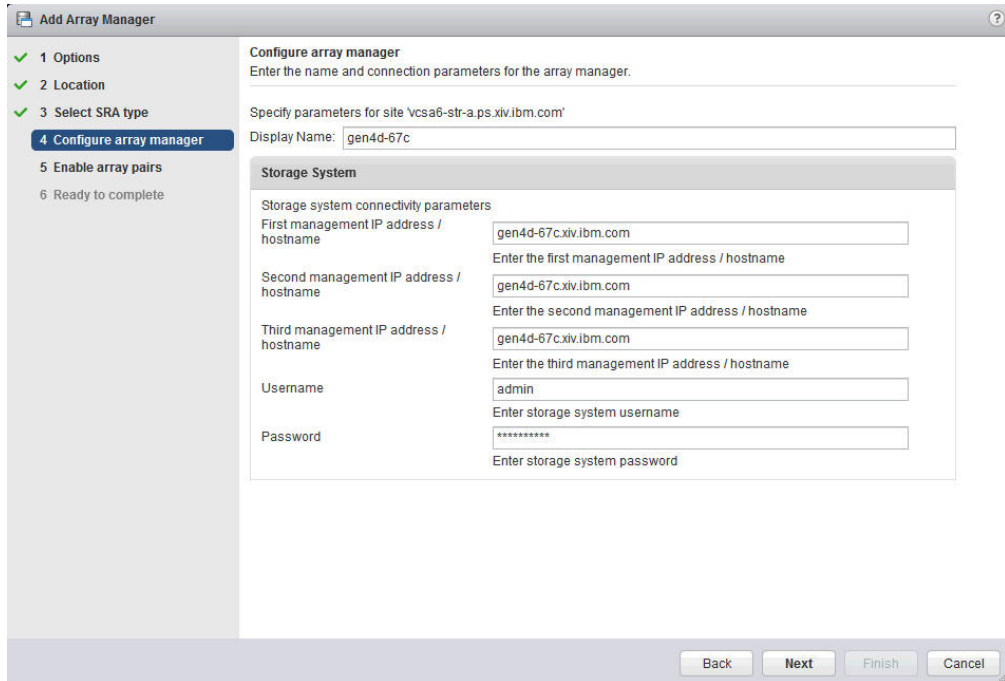 Add Array Manager
?
1 Options
2 Location
3 Select SRA type
4 Configure array manager
5 Enable array pairs
6 Ready to complete
Configure array manager
Enter the name and connection parameters for the array manager.
Specify parameters for site 'vcsa6-str-a.ps.xiv.ibm.com'
Display Name: gen4d-67c
Storage System
Storage system connectivity parameters
First management IP address /
hostname
gen4d-67c.xiv.ibm.com
Enter the first management IP address / hostname
Second management IP address /
hostname
gen4d-67c.xiv.ibm.com
Enter the second management IP address / hostname
Third management IP address /
hostname
gen4d-67c.xiv.ibm.com
Enter the third management IP address / hostname
Username
admin
Enter storage system username
Password
**********
Enter storage system password
Back Next Finish Cancel